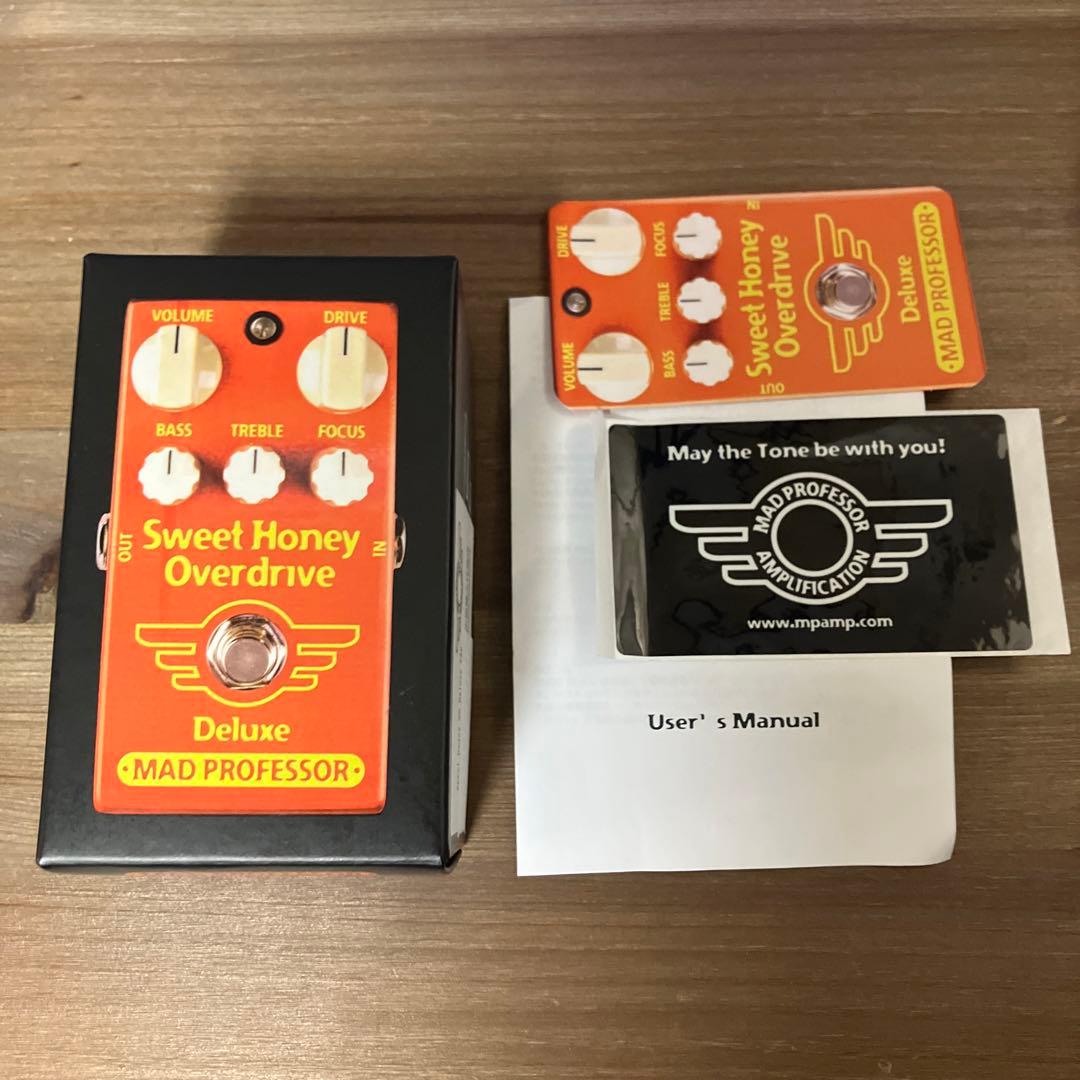 VOLUME
DRIVE
BASS
TREBLE
FOCUS
OUT
IN
Sweet Honey
Overdrive
Deluxe
·MAD PROFESSOR·
DRIVE
FOCUS
TREBLE
VOLUME
BASS
IN
OUT
Sweet Honey
Overdrive
Deluxe
·MAD PROFESSOR·
May the Tone be with you!
MAD PROFESSOR
AMPLIFICATION
www.mpamp.com
User's Manual